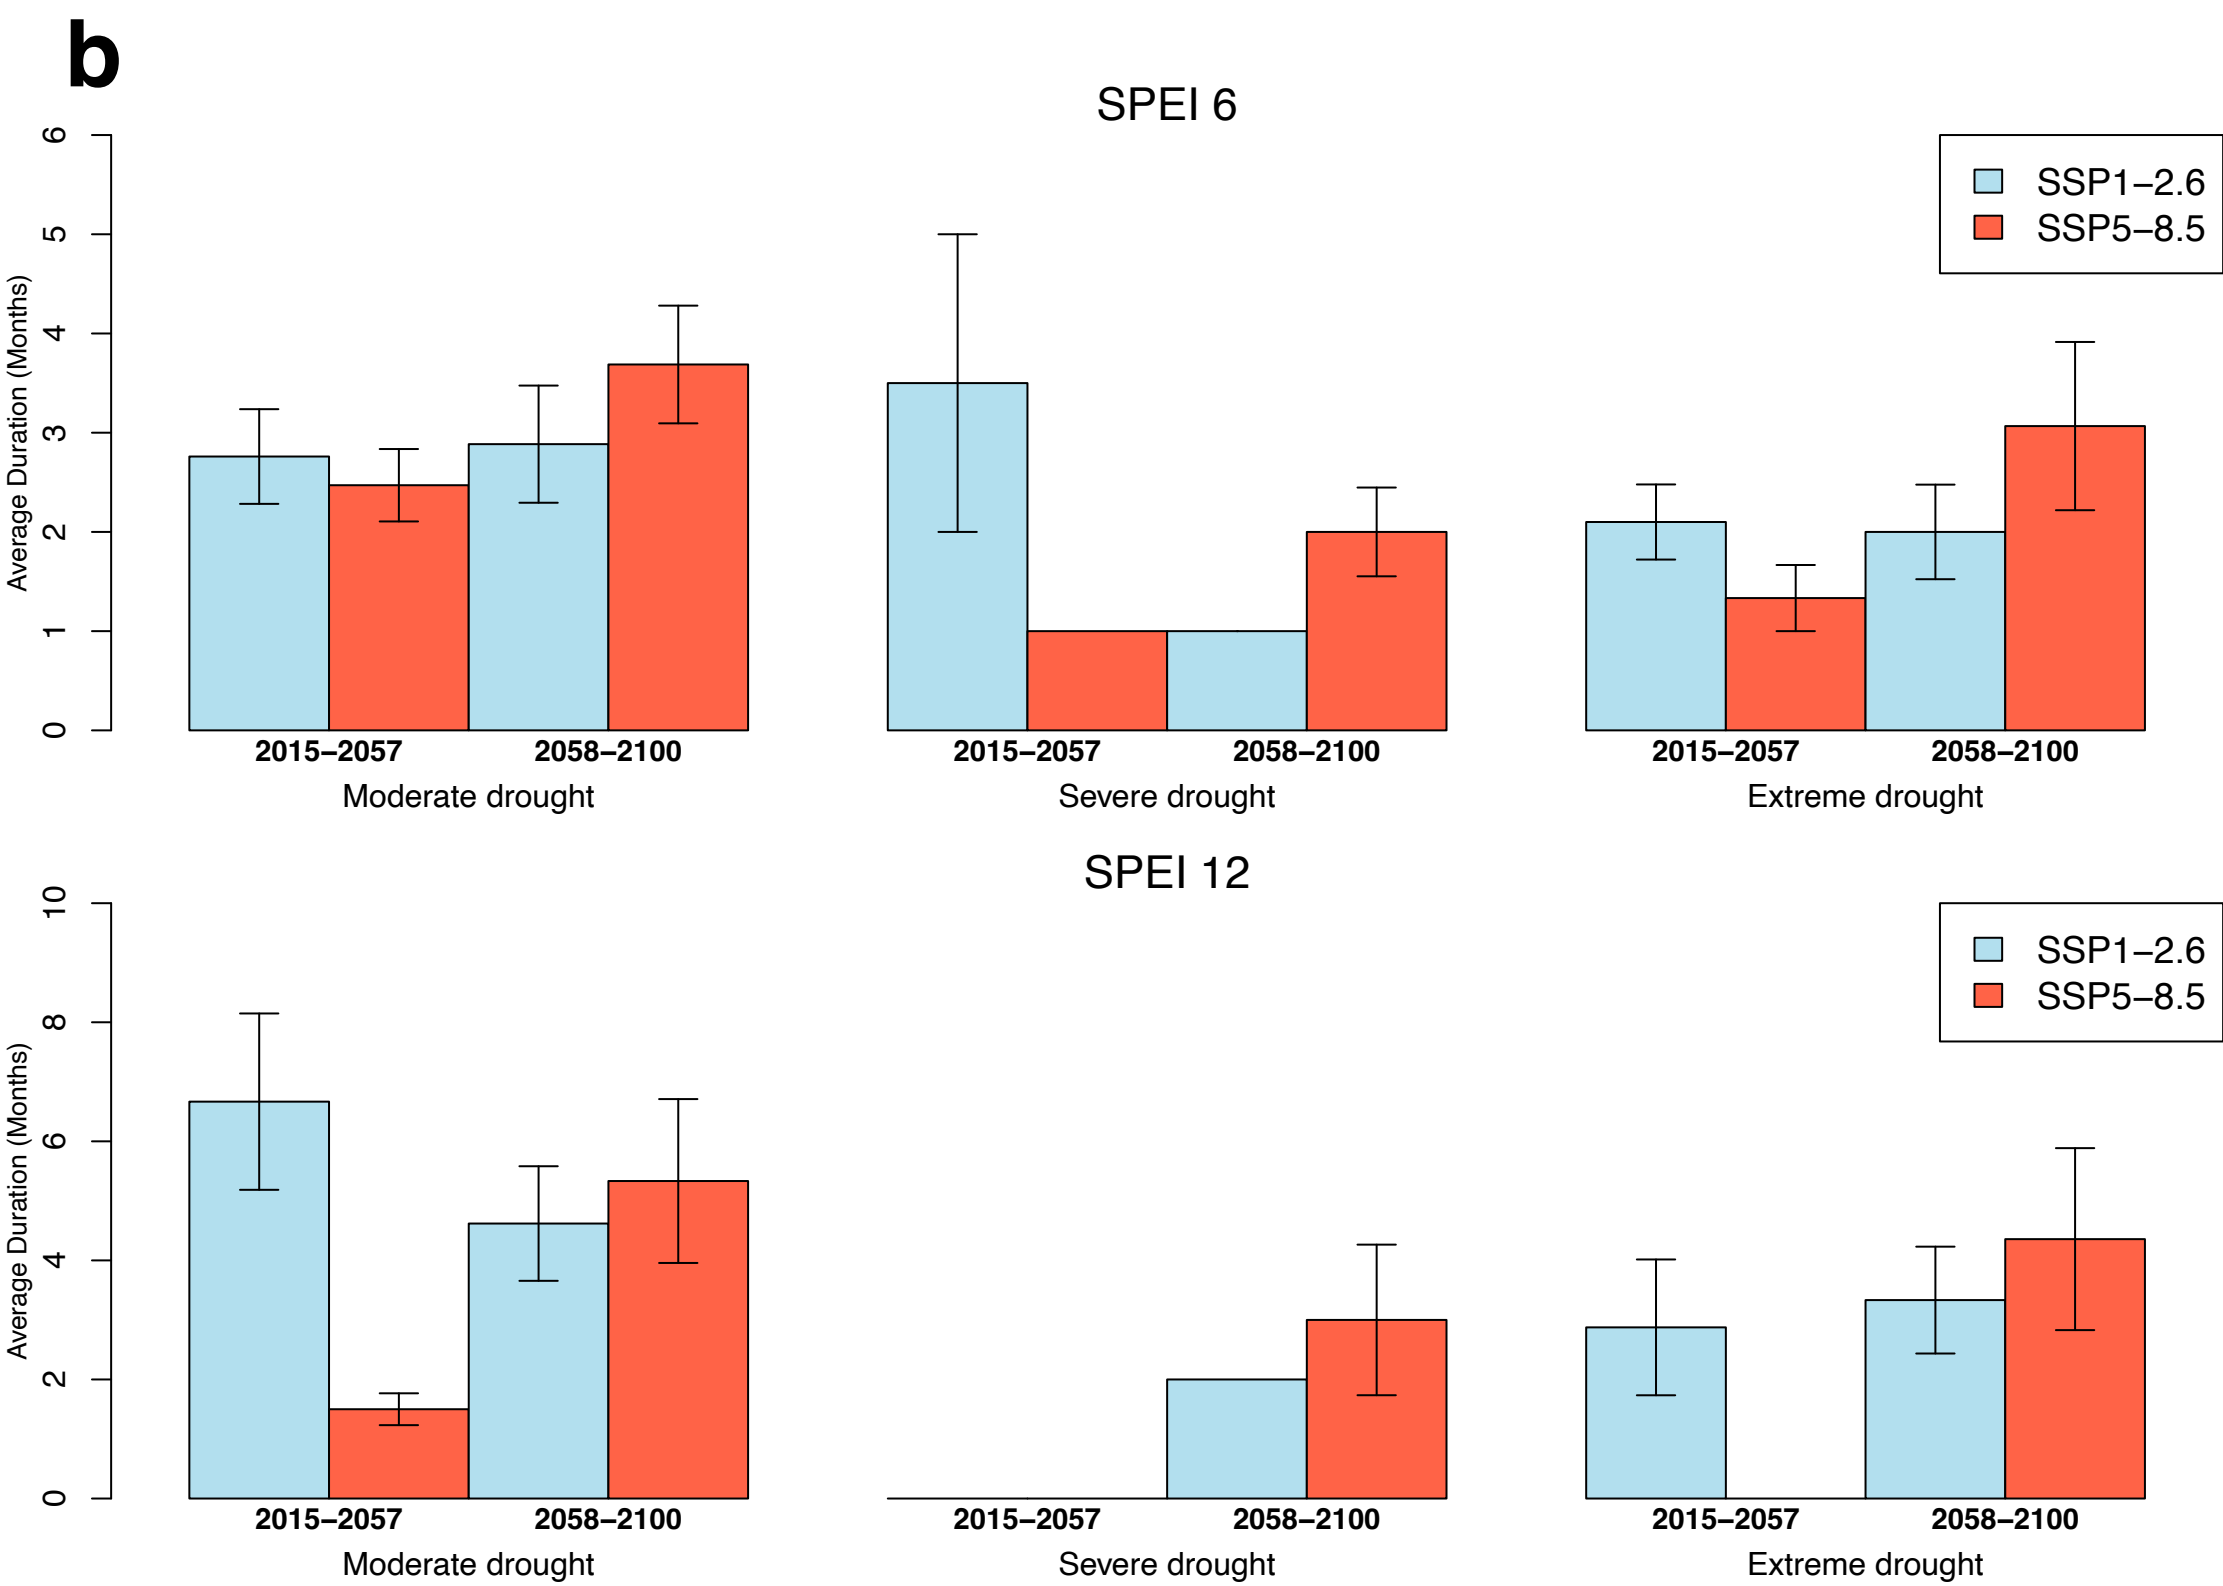 b
SPEI 6
Average Duration (Months)
6
5
4
3
2
1
0
SSP1–2.6
SSP5–8.5
2015–2057 2058–2100 2015–2057 2058–2100 2015–2057 2058–2100
Moderate drought Severe drought Extreme drought
SPEI 12
Average Duration (Months)
10
8
6
4
2
0
SSP1–2.6
SSP5–8.5
2015–2057 2058–2100 2015–2057 2058–2100 2015–2057 2058–2100
Moderate drought Severe drought Extreme drought